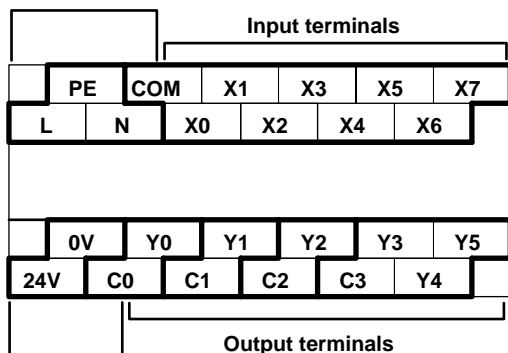 Input terminals
PE COM X1 X3 X5 X7
L N X0 X2 X4 X6
0V Y0 Y1 Y2 Y3 Y5
24V C0 C1 C2 C3 Y4
Output terminals